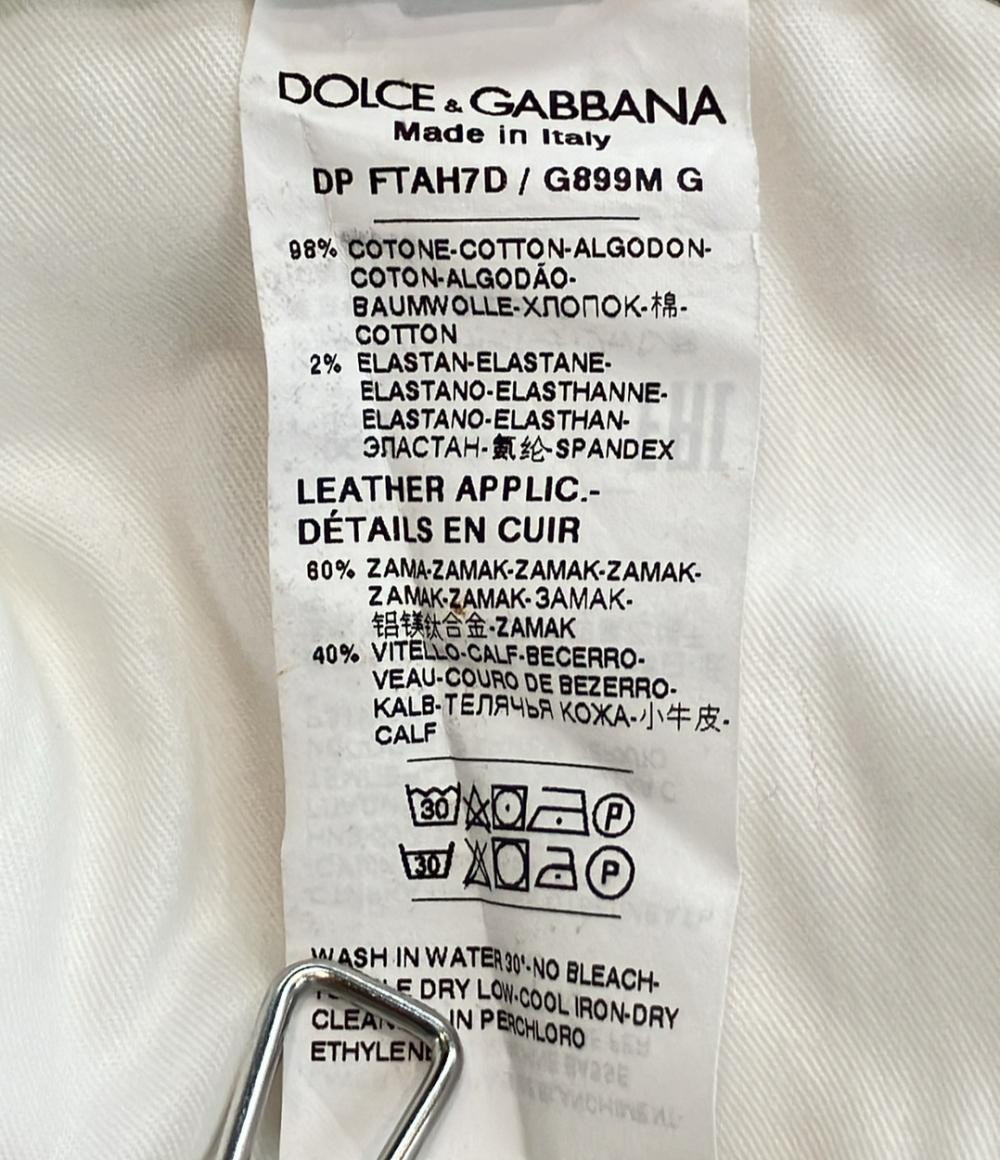 DOLCE & GABBANA
Made in Italy
DP FTAH7D / G899M G
98% COTONE-COTTON-ALGODON-
COTON-ALGODÃO-
BAUMWOLLE-ХЛОПОК-棉-
COTTON
2% ELASTAN-ELASTANE-
ELASTANO-ELASTHANNE-
ELASTANO-ELASTHAN-
ЭЛАСТАН-氨纶-SPANDEX
LEATHER APPLIC.-
DÉTAILS EN CUIR
60% ZAMA-ZAMAK-ZAMAK-ZAMAK-
ZAMAK-ZAMAK-ЗАМАК-
铝镁钛合金-ZAMAK
40% VITELLO-CALF-BECERRO-
VEAU-COURO DE BEZERRO-
KALB-ТЕЛЯЧЬЯ КОЖА-小牛皮-
CALF
30 P
30 P
WASH IN WATER 30°-NO BLEACH-
DRY LOW-COOL IRON-DRY
IN PERCHLORO
ETHYLENE